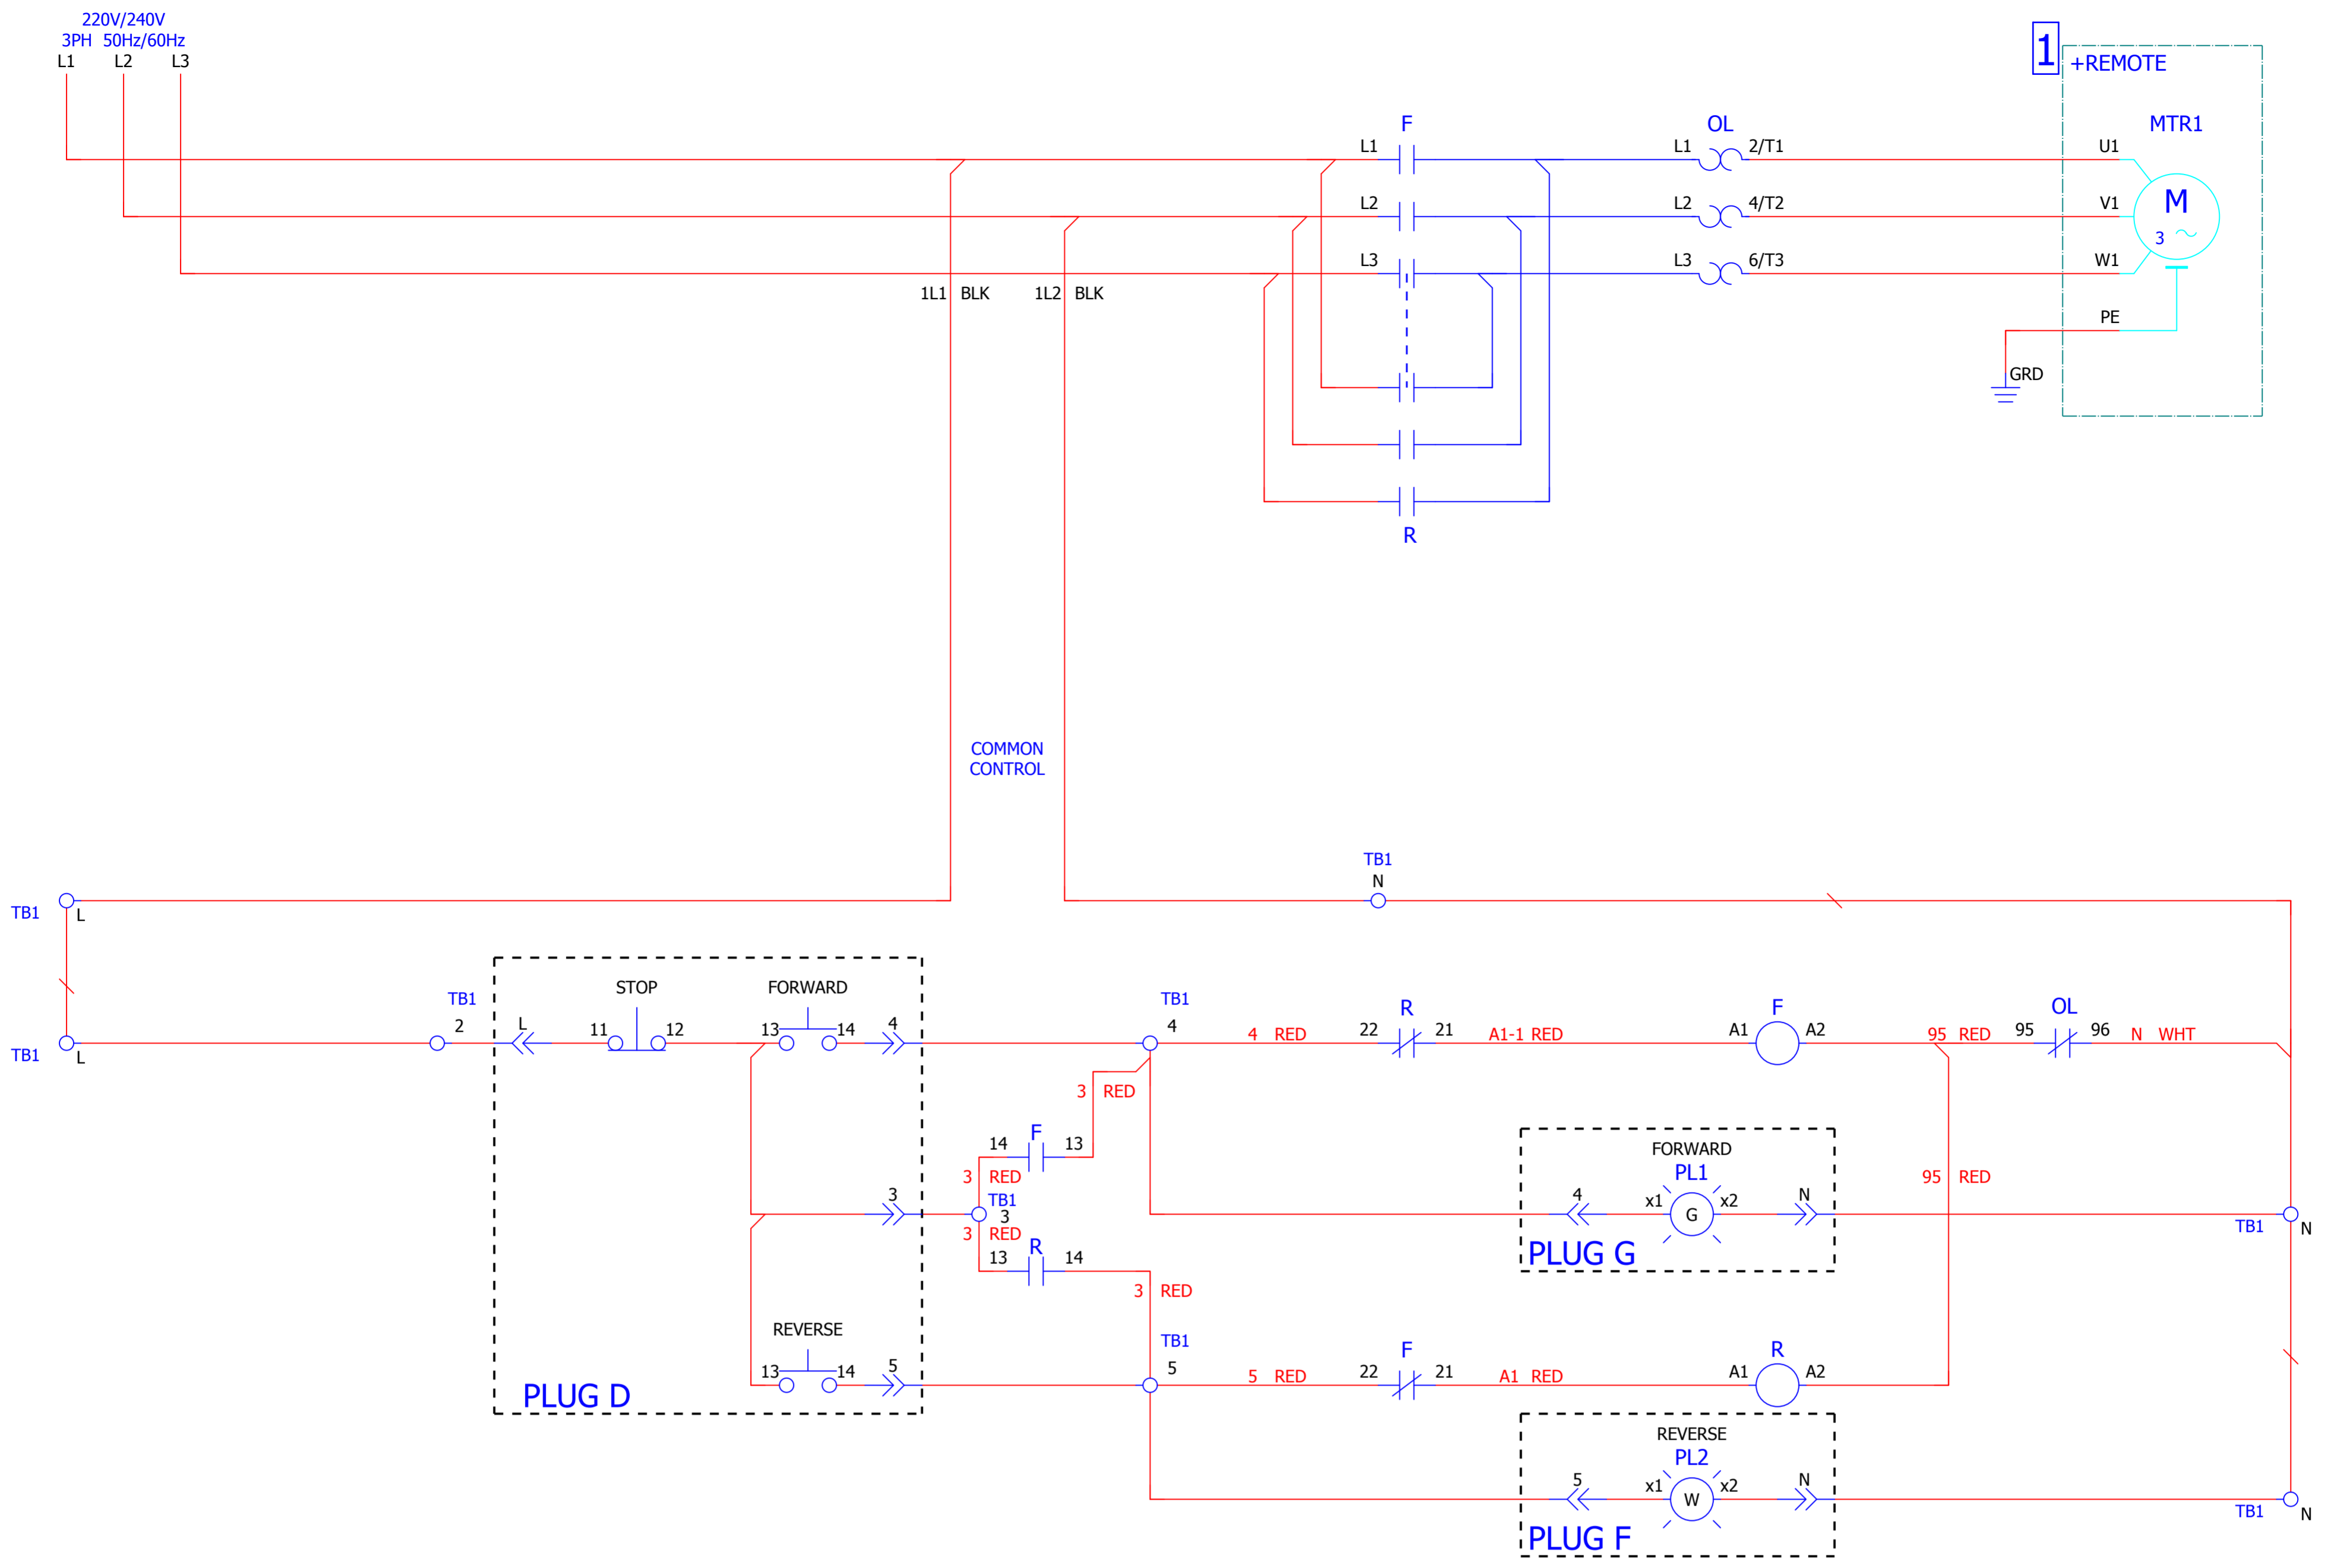 220V/240V
3PH 50Hz/60Hz
L1 L2 L3
1
+REMOTE
F
OL
MTR1
L1
L1
2/T1
U1
L2
L2
4/T2
V1
M
3
L3
L3
6/T3
W1
1L1 BLK
1L2 BLK
PE
GRD
R
COMMON
CONTROL
TB1
N
TB1
L
TB1
2
STOP
FORWARD
TB1
4
R
F
OL
L
11
12
13
14
4
4 RED
22
21
A1-1 RED
A1
A2
95 RED
95
96
N WHT
TB1
L
3 RED
F
14
13
FORWARD
PL1
3 RED
95 RED
3
TB1
3
4
x1
G
x2
N
TB1
N
3 RED
R
13
14
PLUG G
3 RED
REVERSE
TB1
5
F
R
13
14
5
5 RED
22
21
A1 RED
A1
A2
PLUG D
REVERSE
PL2
5
x1
W
x2
N
TB1
N
PLUG F